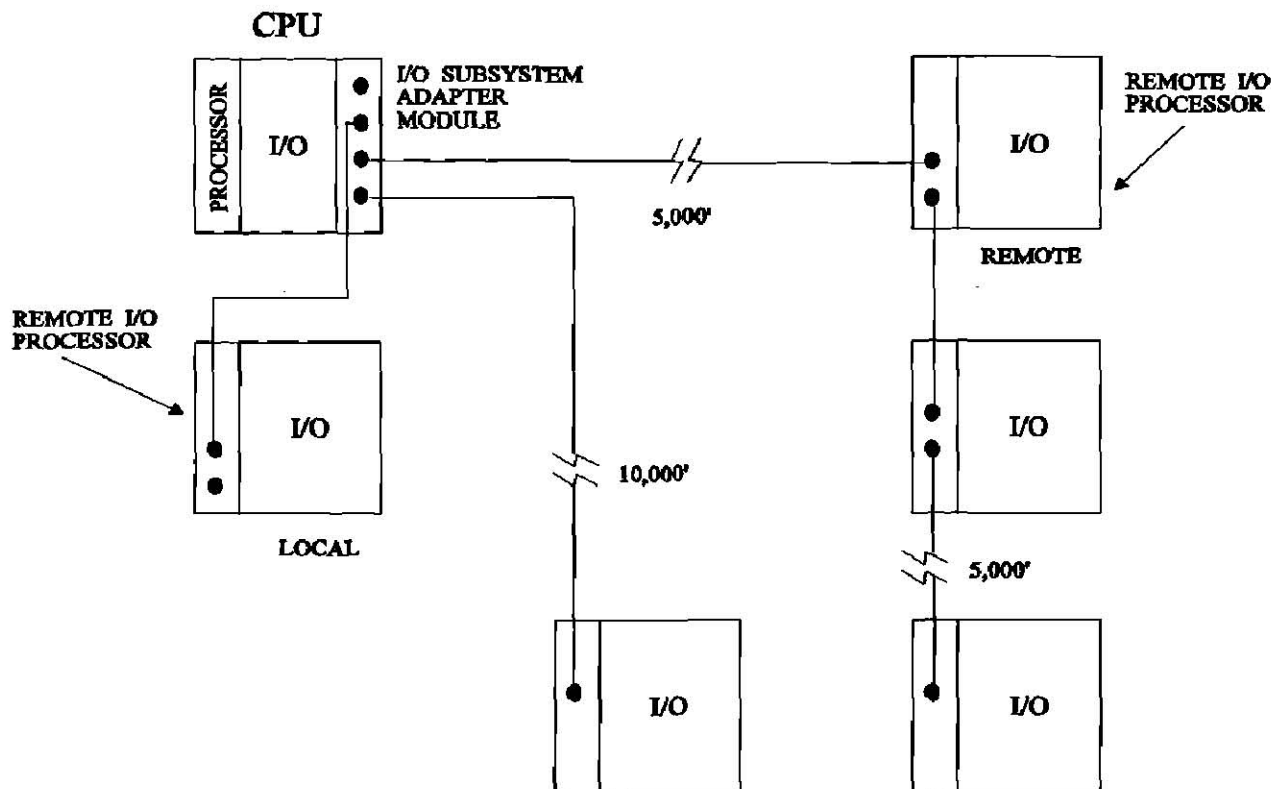 CPU
PROCESSOR
I/O
I/O SUBSYSTEM
ADAPTER
MODULE
5,000'
I/O
REMOTE I/O
PROCESSOR
REMOTE
REMOTE I/O
PROCESSOR
I/O
LOCAL
10,000'
I/O
5,000'
I/O
I/O